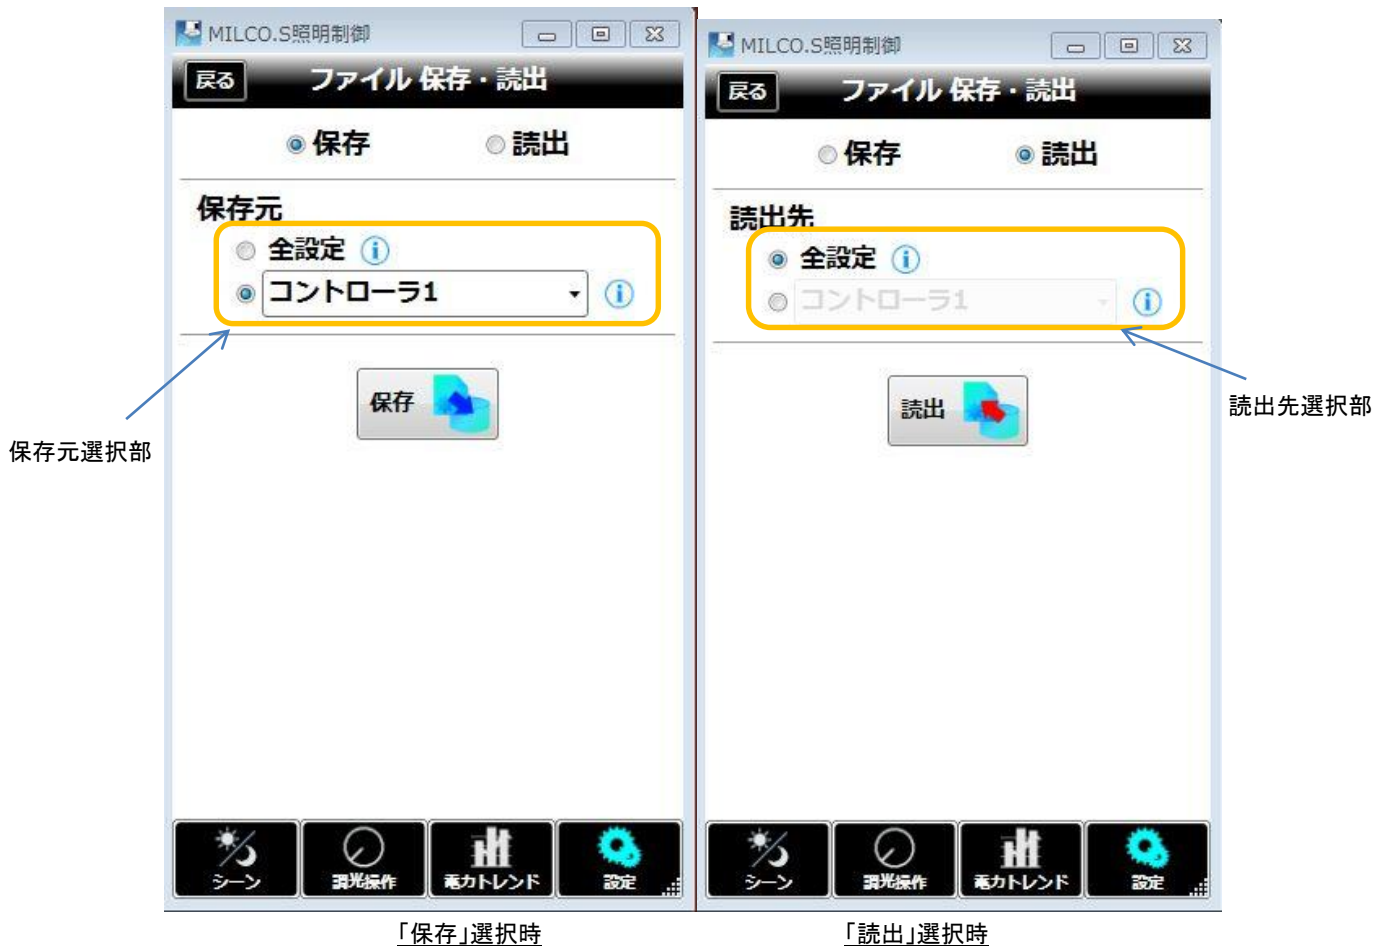 MILCO.S照明制御
戻る ファイル 保存・読出
保存 読出
保存元
全設定
コントローラ1
保存
シーン 調光操作 電力トレンド 設定
保存元選択部
「保存」選択時
MILCO.S照明制御
戻る ファイル 保存・読出
保存 読出
読出先
全設定
コントローラ1
読出
シーン 調光操作 電力トレンド 設定
読出先選択部
「読出」選択時